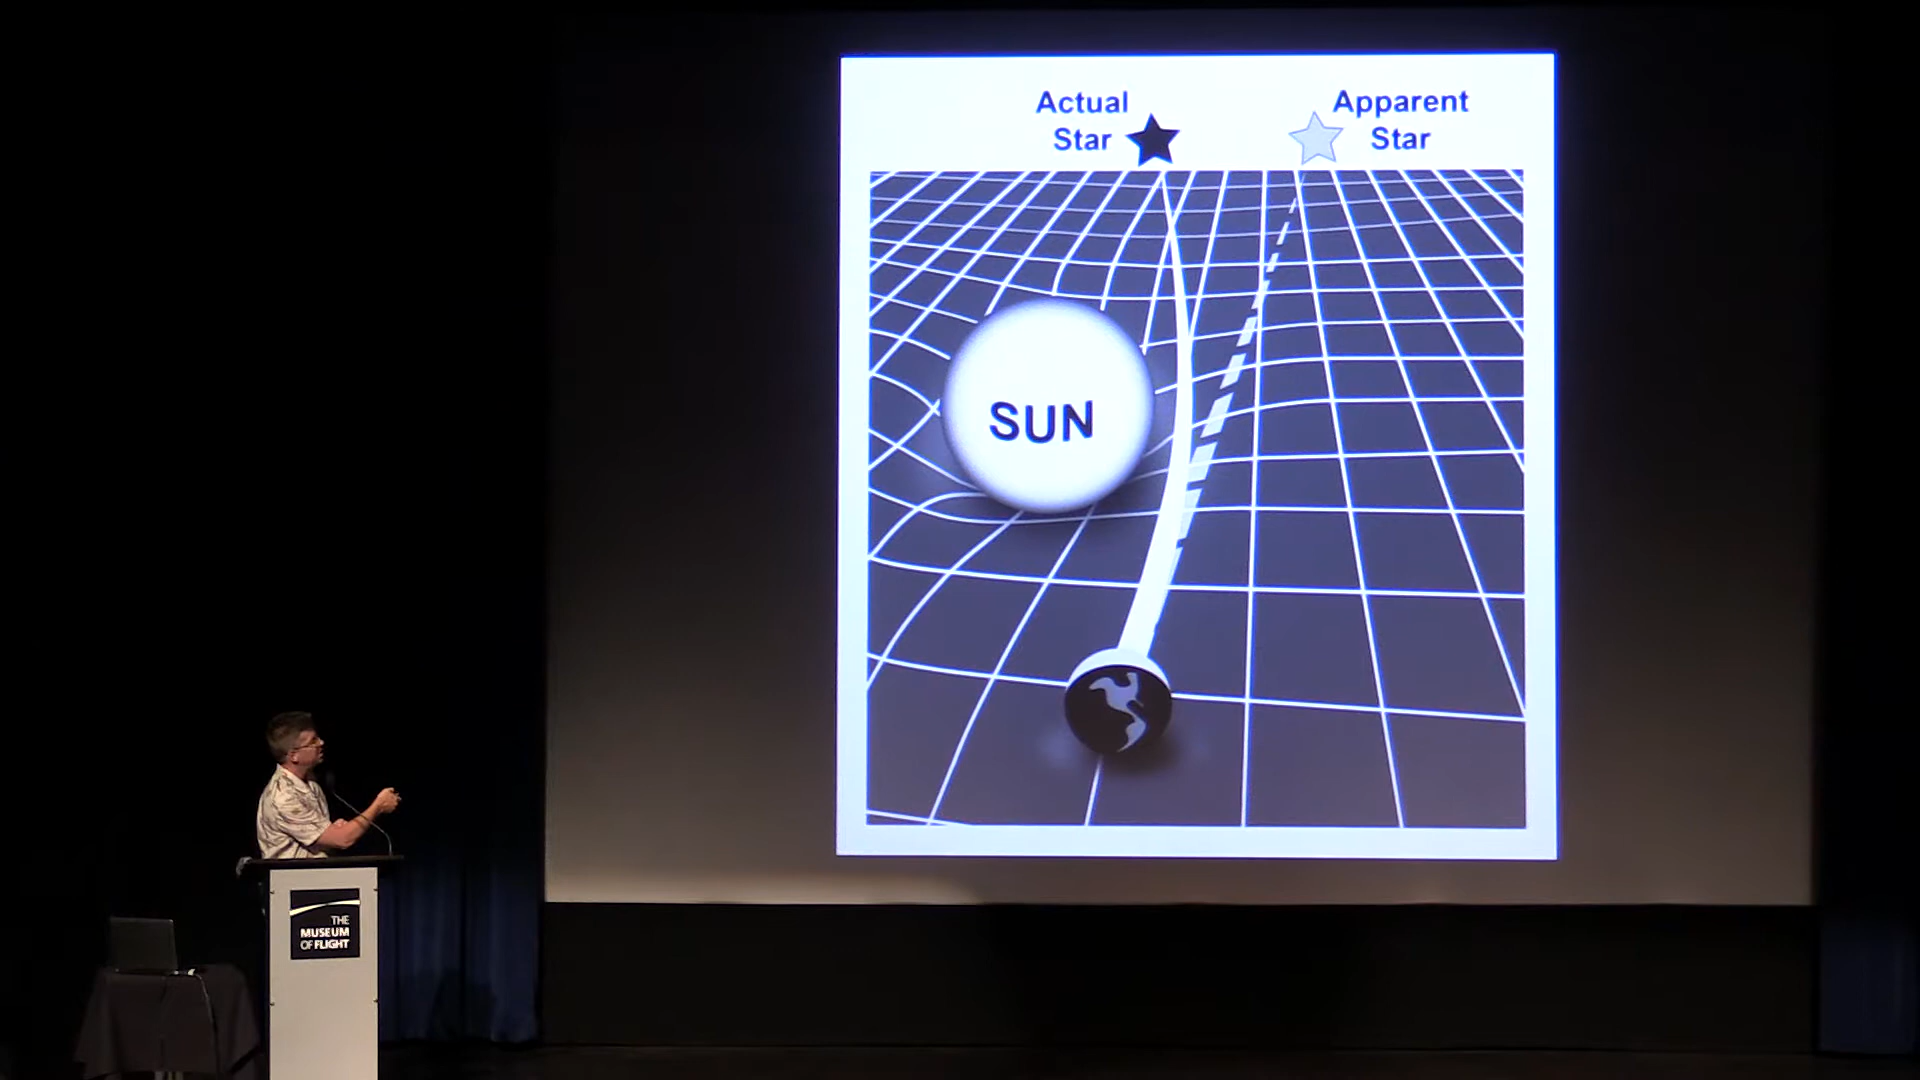 Actual
Star
Apparent
Star
SUN
THE
MUSEUM
OF FLIGHT